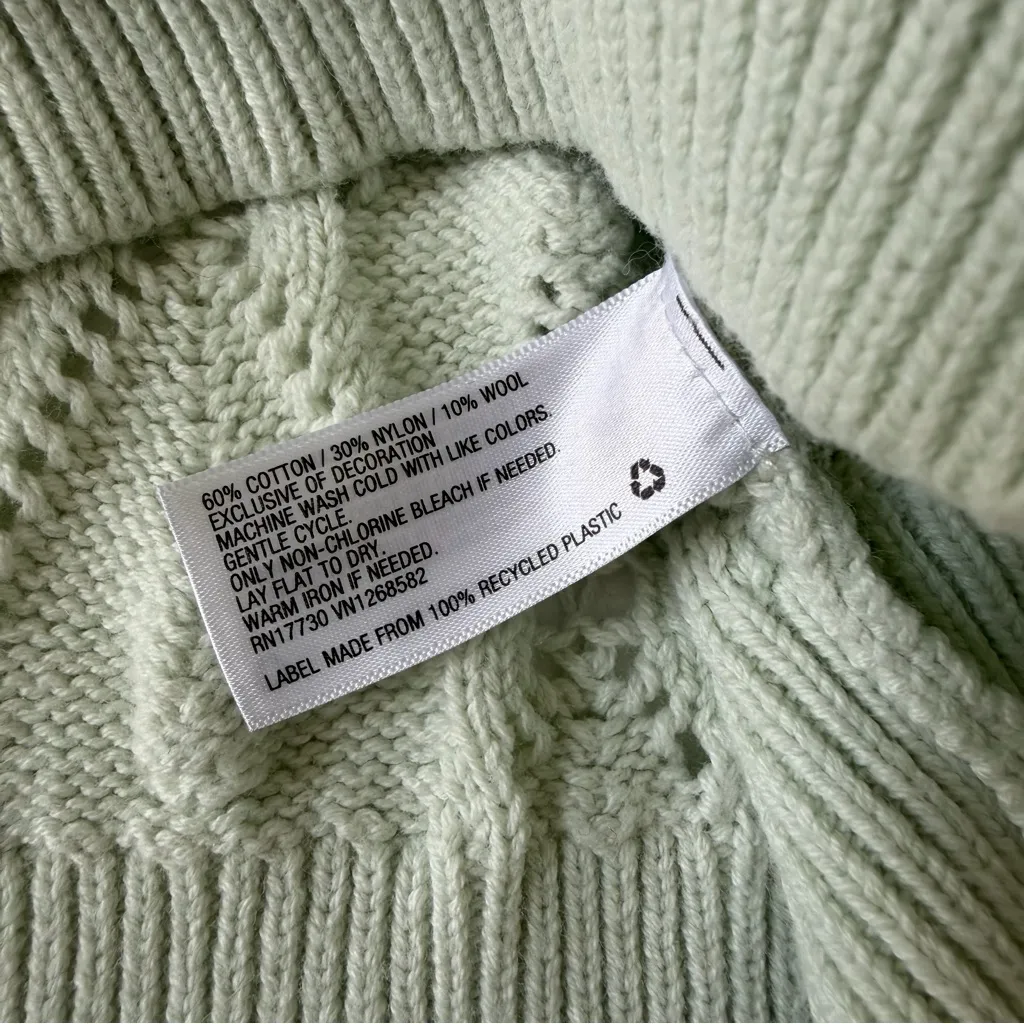 60% COTTON / 30% NYLON / 10% WOOL
EXCLUSIVE OF DECORATION
MACHINE WASH COLD WITH LIKE COLORS.
GENTLE CYCLE.
ONLY NON-CHLORINE BLEACH IF NEEDED.
LAY FLAT TO DRY.
WARM IRON IF NEEDED.
RN17730 VN1268582
LABEL MADE FROM 100% RECYCLED PLASTIC